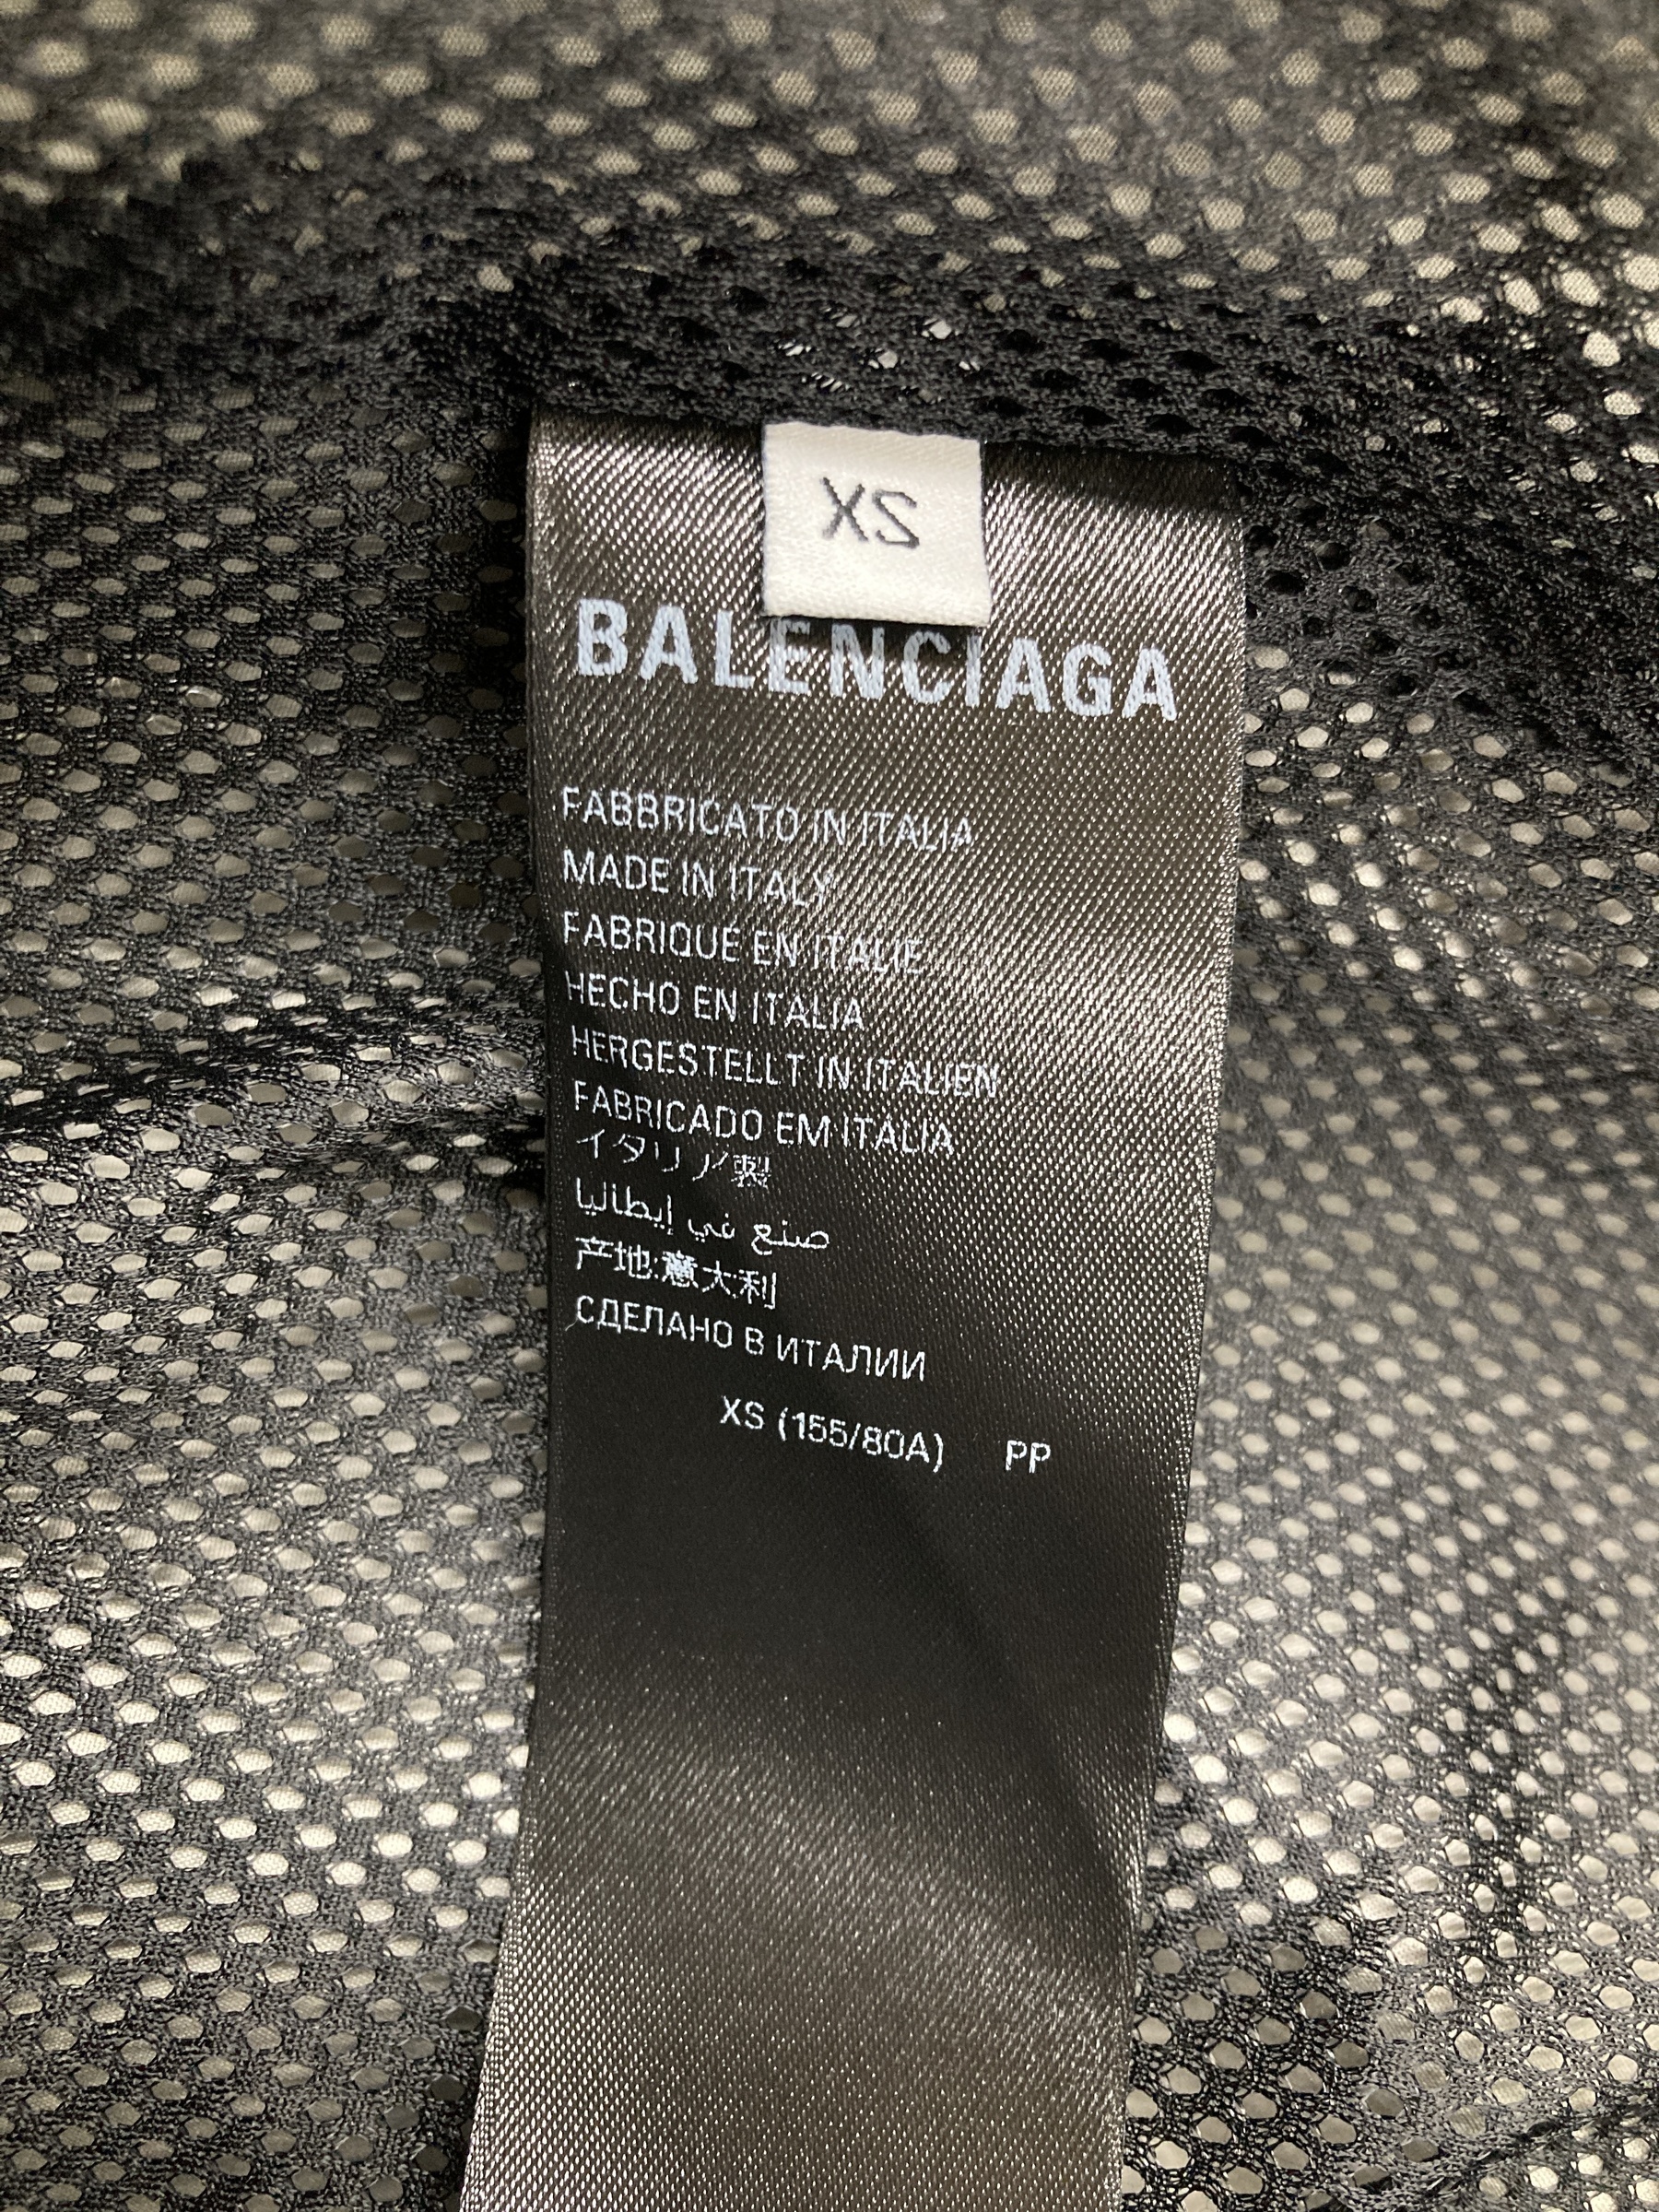 XS
BALENCIAGA
FABBRICATO IN ITALIA
MADE IN ITALY
FABRIQUÉ EN ITALIE
HECHO EN ITALIA
HERGESTELLT IN ITALIEN
FABRICADO EM ITALIA
イタリア製
صنع في إيطاليا
产地:意大利
СДЕЛАНО В ИТАЛИИ
XS (155/80A) PP